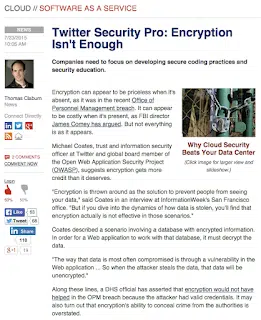 CLOUD // SOFTWARE AS A SERVICE
NEWS
7/22/2015
10:05 AM
Thomas Claburn
News
Connect Directly
2 COMMENTS
COMMENT NOW
LOGIN
50%
50%
Like
Tweet
Share
Twitter Security Pro: Encryption
Isn't Enough
Companies need to focus on developing secure coding practices and
security education.
Encryption can appear to be priceless when it's
absent, as it was in the recent Office of
Personnel Management breach. It can appear
to be costly when it's present, as FBI director
James Comey has argued. But not everything
is as it appears.
Michael Coates, trust and information security
officer at Twitter and global board member of
the Open Web Application Security Project
(OWASP), suggests encryption gets more
credit than it deserves.
Why Cloud Security
Beats Your Data Center
(Click image for larger view and
slideshow.)
"Encryption is thrown around as the solution to prevent people from seeing
your data," said Coates in an interview at InformationWeek's San Francisco
office. "But if you dive into the dynamics of how data is stolen, you'll find that
encryption actually is not effective in those scenarios."
Coates described a scenario involving a database with encrypted information.
In order for a Web application to work with that database, it must decrypt the
data.
"The way that data is most often compromised is through a vulnerability in
the Web application ... So when the attacker steals the data, that data will be
unencrypted."
Along these lines, a DHS official has asserted that encryption would not have
helped in the OPM breach because the attacker had valid credentials. It may
also turn out that encryption's ability to conceal crime from the authorities is
overstated.